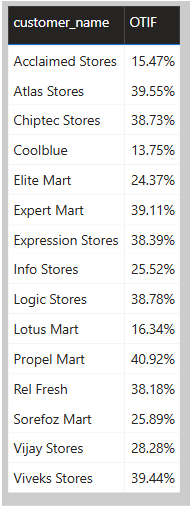 customer_name OTIF
Acclaimed Stores 15.47%
Atlas Stores 39.55%
Chiptec Stores 38.73%
Coolblue 13.75%
Elite Mart 24.37%
Expert Mart 39.11%
Expression Stores 38.39%
Info Stores 25.52%
Logic Stores 38.78%
Lotus Mart 16.34%
Propel Mart 40.92%
Rel Fresh 38.18%
Sorefoz Mart 25.89%
Vijay Stores 28.28%
Viveks Stores 39.44%